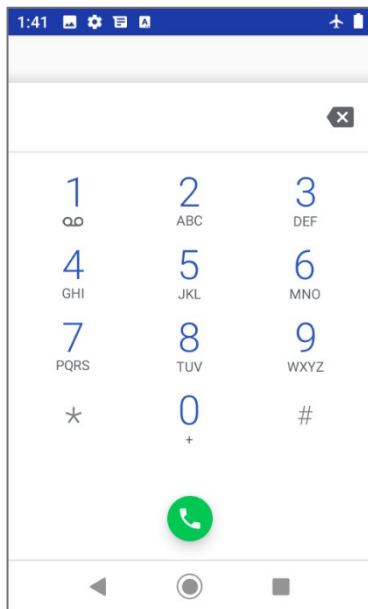 1:41
1 2 3
ABC DEF
4 5 6
GHI JKL MNO
7 8 9
PQRS TUV WXYZ
* 0 #
+